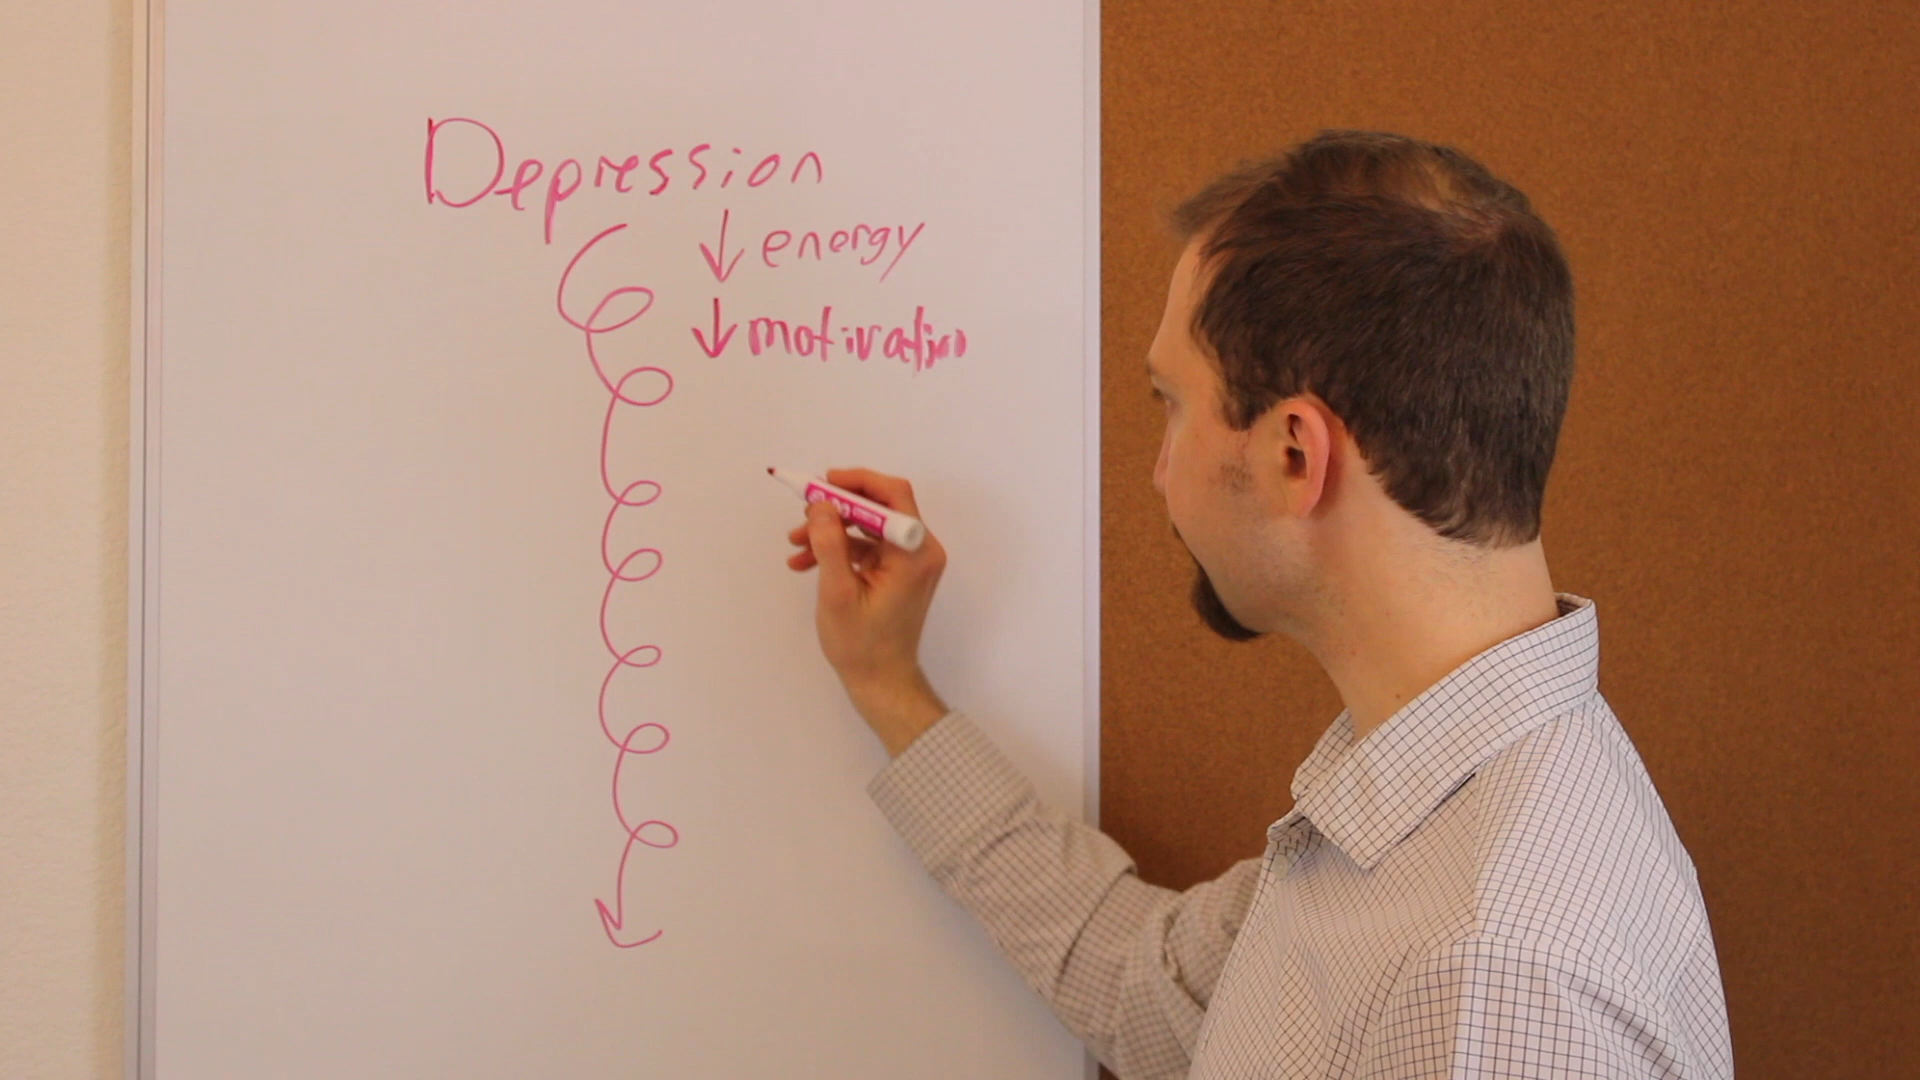 Depression
↓ energy
↓ motivation